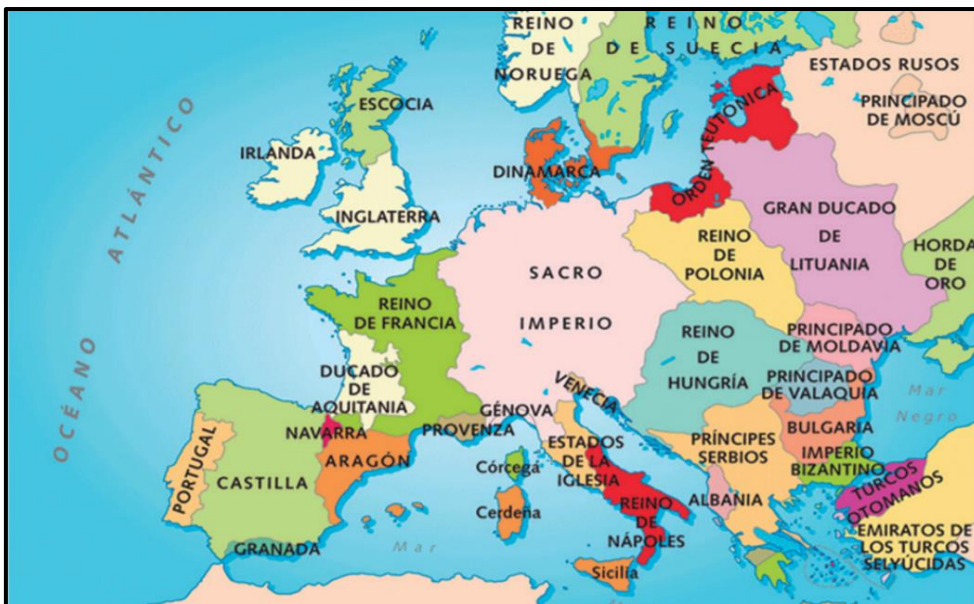 REINO
DE
NORUEGA
REINO
DE SUECIA
ESTADOS RUSOS
PRINCIPADO
DE MOSCÚ
ESCOCIA
IRLANDA
INGLATERRA
DINAMARCA
ORDEN TEUTÓNICA
OCÉANO ATLÁNTICO
GRAN DUCADO
DE
LITUANIA
REINO
DE
POLONIA
HORDA
DE
ORO
SACRO
IMPERIO
REINO
DE FRANCIA
DUCADO
DE
AQUITANIA
REINO
DE
HUNGRÍA
PRINCIPADO
DE MOLDAVIA
PRINCIPADO
DE VALAQUIA
Mar
Negro
VENECIA
GÉNOVA
PROVENZA
NAVARRA
ARAGÓN
PORTUGAL
CASTILLA
GRANADA
Córcega
Cerdeña
ESTADOS
DE LA
IGLESIA
PRÍNCIPES
SERBIOS
BULGARIA
IMPERIO
BIZANTINO
ALBANIA
TURCOS
OTOMANOS
REINO
DE
NÁPOLES
EMIRATOS DE
LOS TURCOS
SELYÚCIDAS
Mar
Sicilia